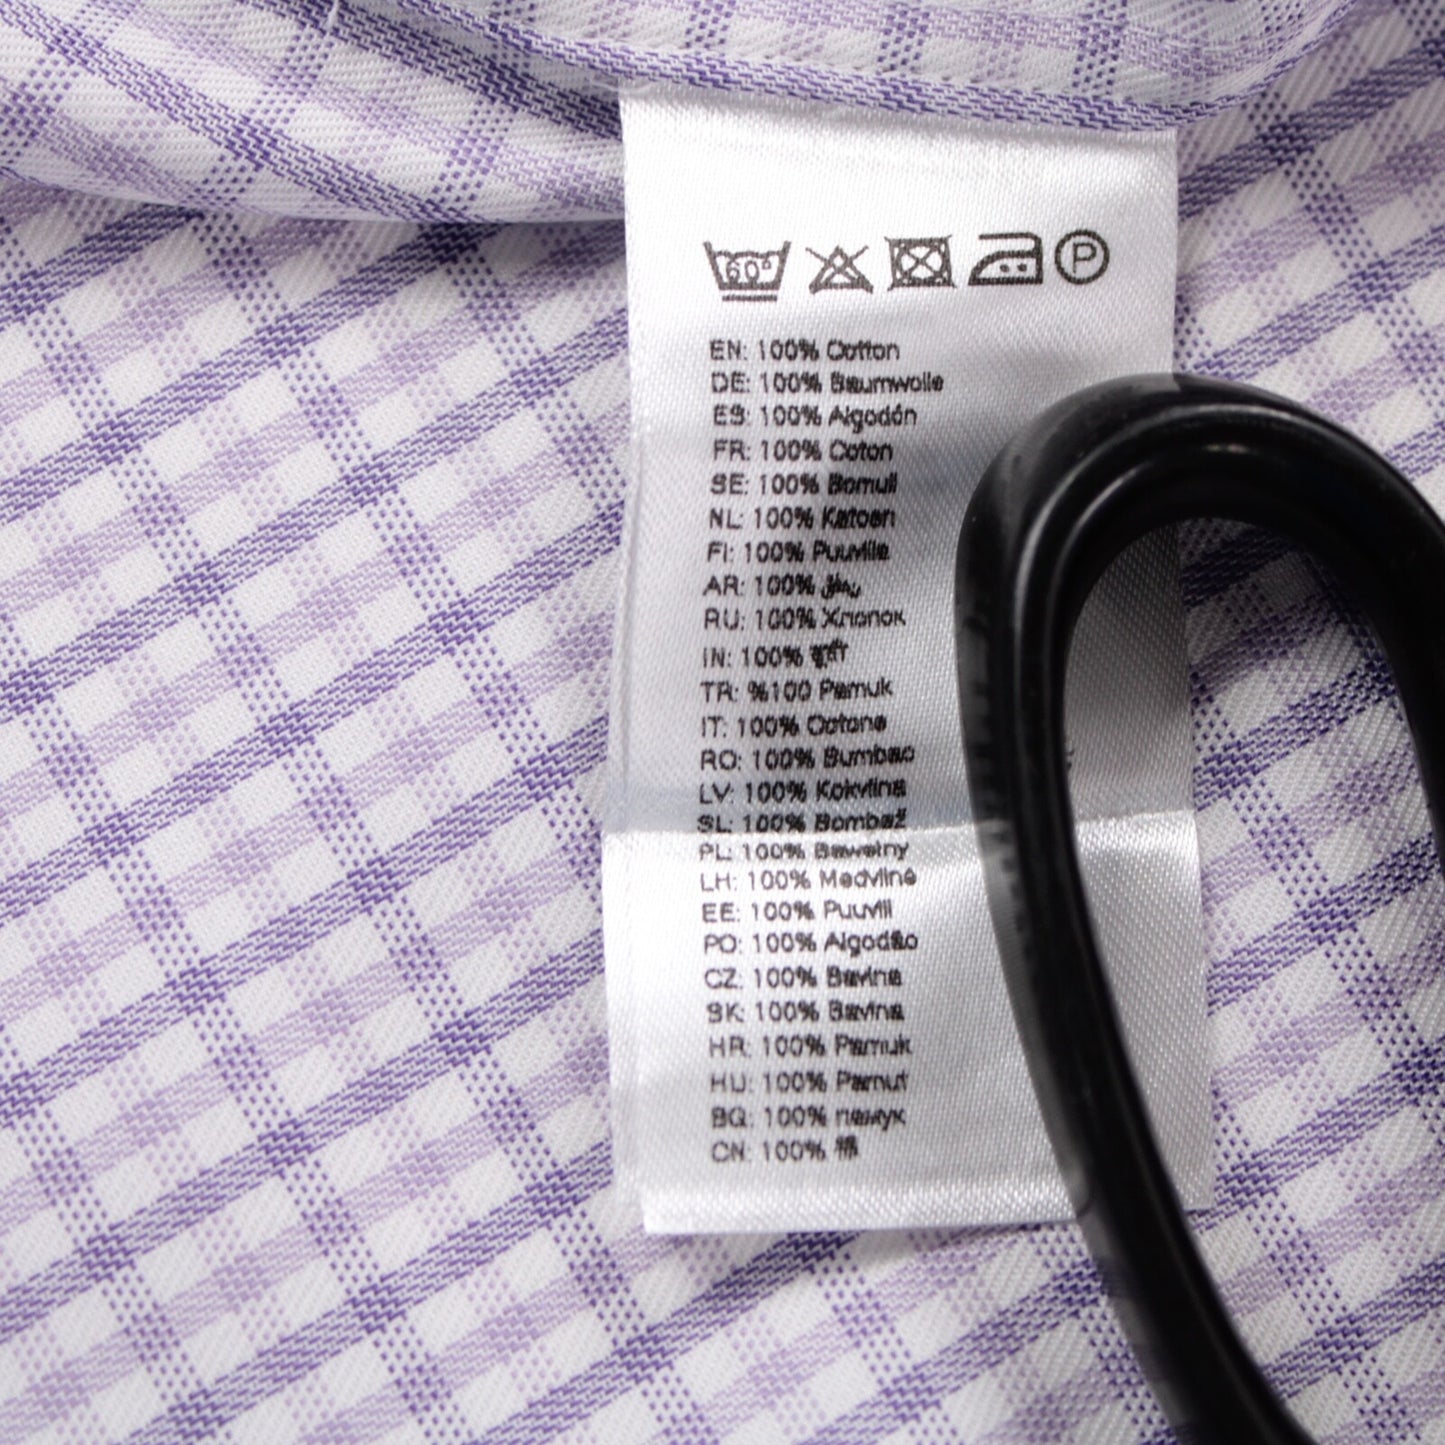 60°
P
EN: 100% Cotton
DE: 100% Baumwolle
ES: 100% Algodón
FR: 100% Coton
SE: 100% Bomull
NL: 100% Katoen
FI: 100% Puuvilla
AR: 100%
RU: 100% Хлопок
IN: 100%
TR: %100 Pamuk
IT: 100% Cotone
RO: 100% Bumbac
LV: 100% Kokvilna
SL: 100% Bombaž
PL: 100% Bawełny
LH: 100% Medvilnė
EE: 100% Puuvill
PO: 100% Algodão
CZ: 100% Bavlna
SK: 100% Bavlna
HR: 100% Pamuk
HU: 100% Pamut
BG: 100% памук
CN: 100% 棉